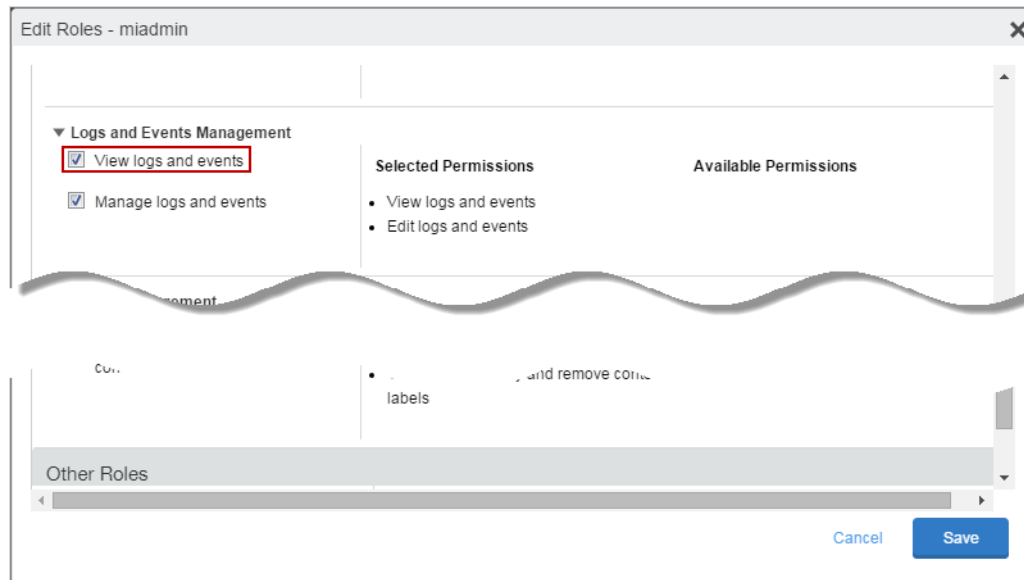 Edit Roles - miadmin
Logs and Events Management
View logs and events
Selected Permissions
Available Permissions
Manage logs and events
• View logs and events
• Edit logs and events
and remove
labels
Other Roles
Cancel
Save